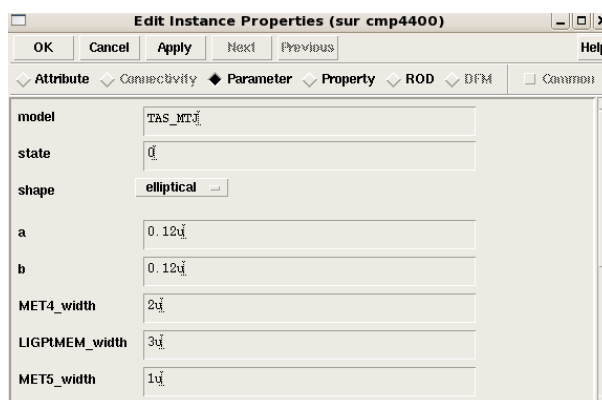 Edit Instance Properties (sur cmp4400)
OK Cancel Apply Next Previous Help
Attribute Connectivity Parameter Property ROD DFM Common
model TAS_MTJ
state 0
shape elliptical
a 0.12u
b 0.12u
MET4_width 2u
LIGPtMEM_width 3u
MET5_width 1u